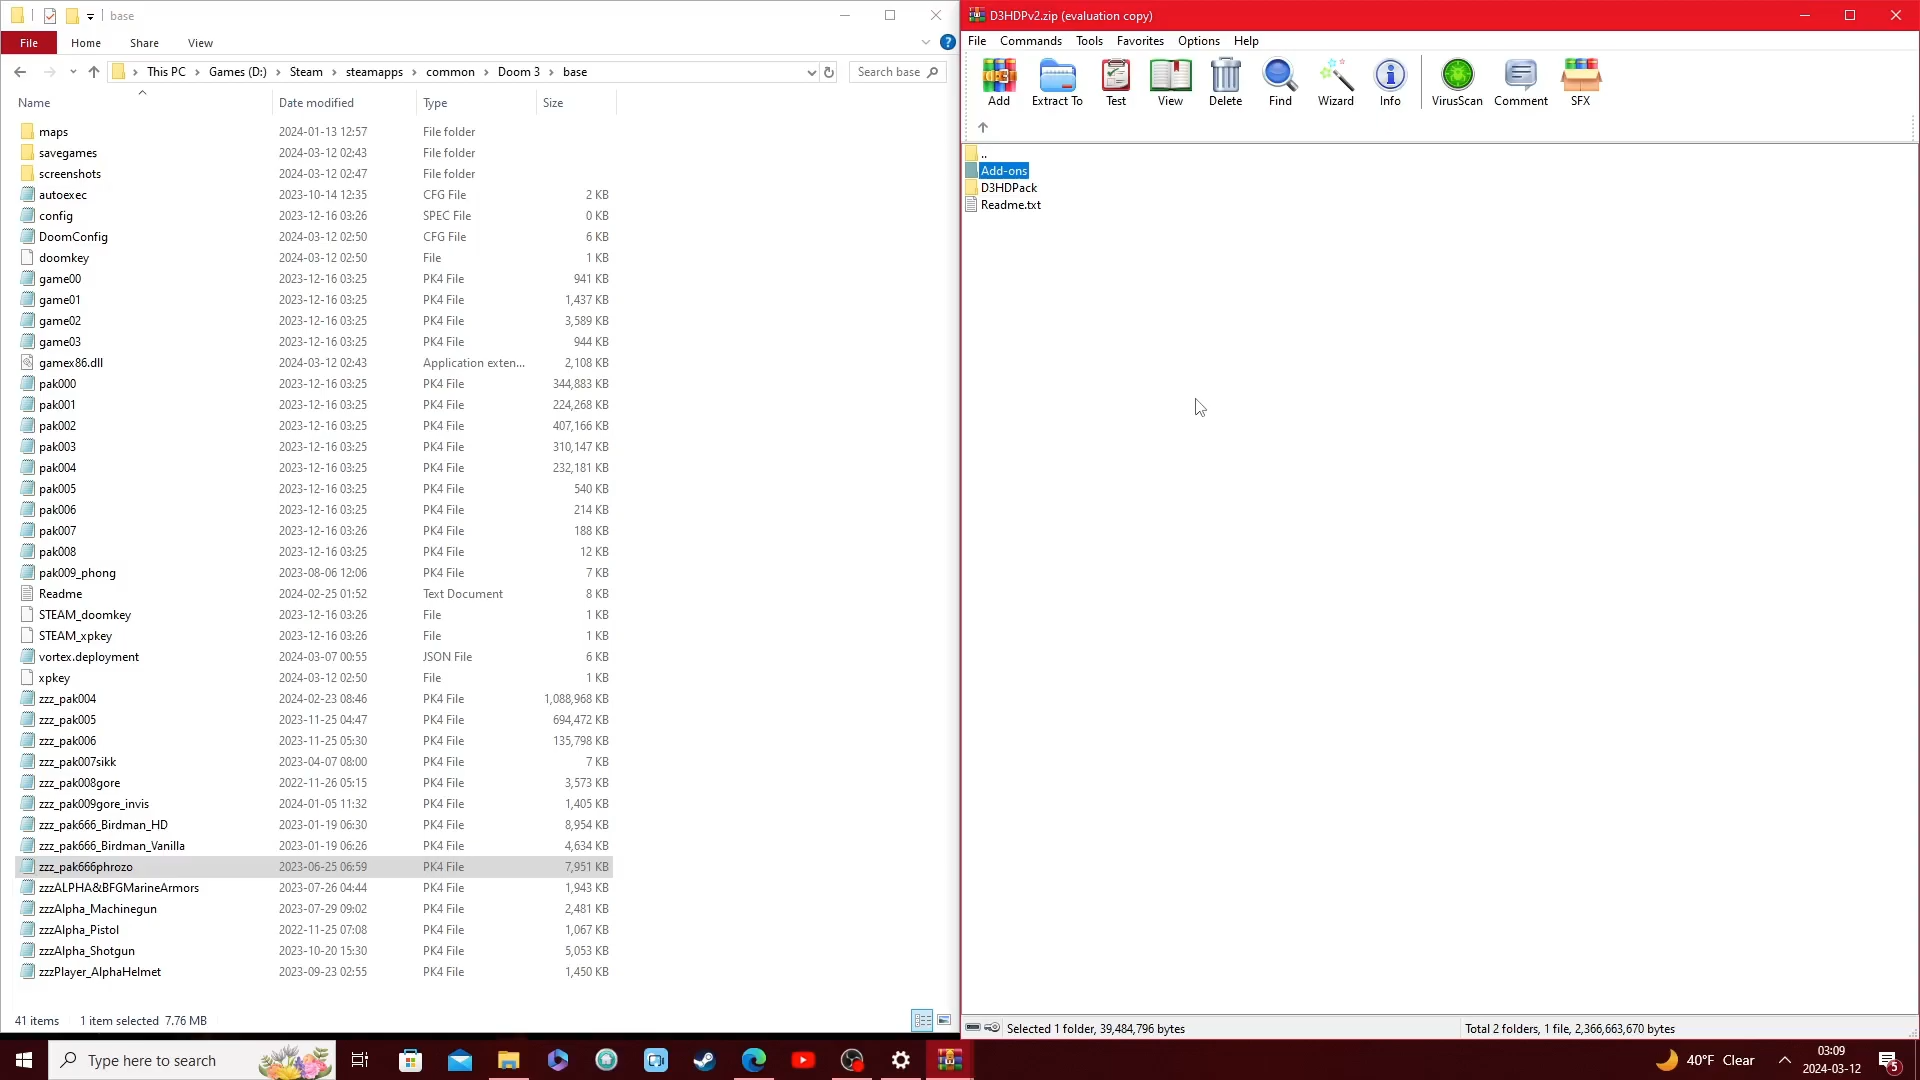 base
File Home Share View
This PC Games (D:) Steam steamapps common Doom 3 base Search base
Name Date modified Type Size
maps 2024-01-13 12:57 File folder
savegames 2024-03-12 02:43 File folder
screenshots 2024-03-12 02:47 File folder
autoexec 2023-10-14 12:35 CFG File 2 KB
config 2023-12-16 03:26 SPEC File 0 KB
DoomConfig 2024-03-12 02:50 CFG File 6 KB
doomkey 2024-03-12 02:50 File 1 KB
game00 2023-12-16 03:25 PK4 File 941 KB
game01 2023-12-16 03:25 PK4 File 1,437 KB
game02 2023-12-16 03:25 PK4 File 3,589 KB
game03 2023-12-16 03:25 PK4 File 944 KB
gamex86.dll 2024-03-12 02:43 Application exten... 2,108 KB
pak000 2023-12-16 03:25 PK4 File 344,883 KB
pak001 2023-12-16 03:25 PK4 File 224,268 KB
pak002 2023-12-16 03:25 PK4 File 407,166 KB
pak003 2023-12-16 03:25 PK4 File 310,147 KB
pak004 2023-12-16 03:25 PK4 File 232,181 KB
pak005 2023-12-16 03:25 PK4 File 540 KB
pak006 2023-12-16 03:25 PK4 File 214 KB
pak007 2023-12-16 03:26 PK4 File 188 KB
pak008 2023-12-16 03:25 PK4 File 12 KB
pak009_phong 2023-08-06 12:06 PK4 File 7 KB
Readme 2024-02-25 01:52 Text Document 8 KB
STEAM_doomkey 2023-12-16 03:26 File 1 KB
STEAM_xpkey 2023-12-16 03:26 File 1 KB
vortex.deployment 2024-03-07 00:55 JSON File 6 KB
xpkey 2024-03-12 02:50 File 1 KB
zzz_pak004 2024-02-23 08:46 PK4 File 1,088,968 KB
zzz_pak005 2023-11-25 04:47 PK4 File 694,472 KB
zzz_pak006 2023-11-25 05:30 PK4 File 135,798 KB
zzz_pak007sikk 2023-04-07 08:00 PK4 File 7 KB
zzz_pak008gore 2022-11-26 05:15 PK4 File 3,573 KB
zzz_pak009gore_invis 2024-01-05 11:32 PK4 File 1,405 KB
zzz_pak666_Birdman_HD 2023-01-19 06:30 PK4 File 8,954 KB
zzz_pak666_Birdman_Vanilla 2023-01-19 06:26 PK4 File 4,634 KB
zzz_pak666phrozo 2023-06-25 06:59 PK4 File 7,951 KB
zzzALPHA&BFGMarineArmors 2023-07-26 04:44 PK4 File 1,943 KB
zzzAlpha_Machinegun 2023-07-29 09:02 PK4 File 2,481 KB
zzzAlpha_Pistol 2022-11-25 07:08 PK4 File 1,067 KB
zzzAlpha_Shotgun 2023-10-20 15:30 PK4 File 5,053 KB
zzzPlayer_AlphaHelmet 2023-09-23 02:55 PK4 File 1,450 KB
41 items 1 item selected 7.76 MB
D3HDPv2.zip (evaluation copy)
File Commands Tools Favorites Options Help
Add Extract To Test View Delete Find Wizard Info VirusScan Comment SFX
..
Add-ons
D3HDPack
Readme.txt
Selected 1 folder, 39,484,796 bytes Total 2 folders, 1 file, 2,366,663,670 bytes
Type here to search 40°F Clear 03:09
2024-03-12 5